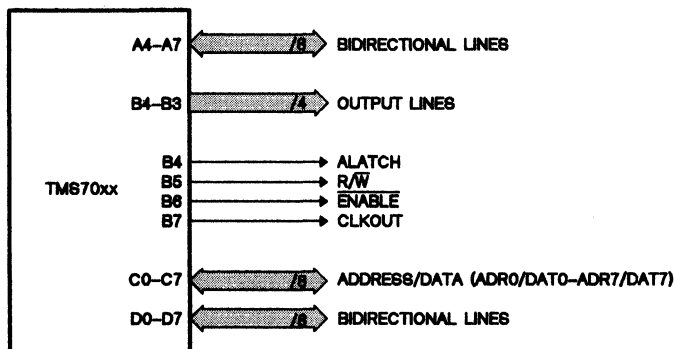 A4–A7 /8 BIDIRECTIONAL LINES
B4–B3 /4 OUTPUT LINES
B4 ALATCH
TMS70xx
B5 R/W̅
B6 E̅N̅A̅B̅L̅E̅
B7 CLKOUT
C0–C7 /8 ADDRESS/DATA (ADR0/DAT0–ADR7/DAT7)
D0–D7 /8 BIDIRECTIONAL LINES